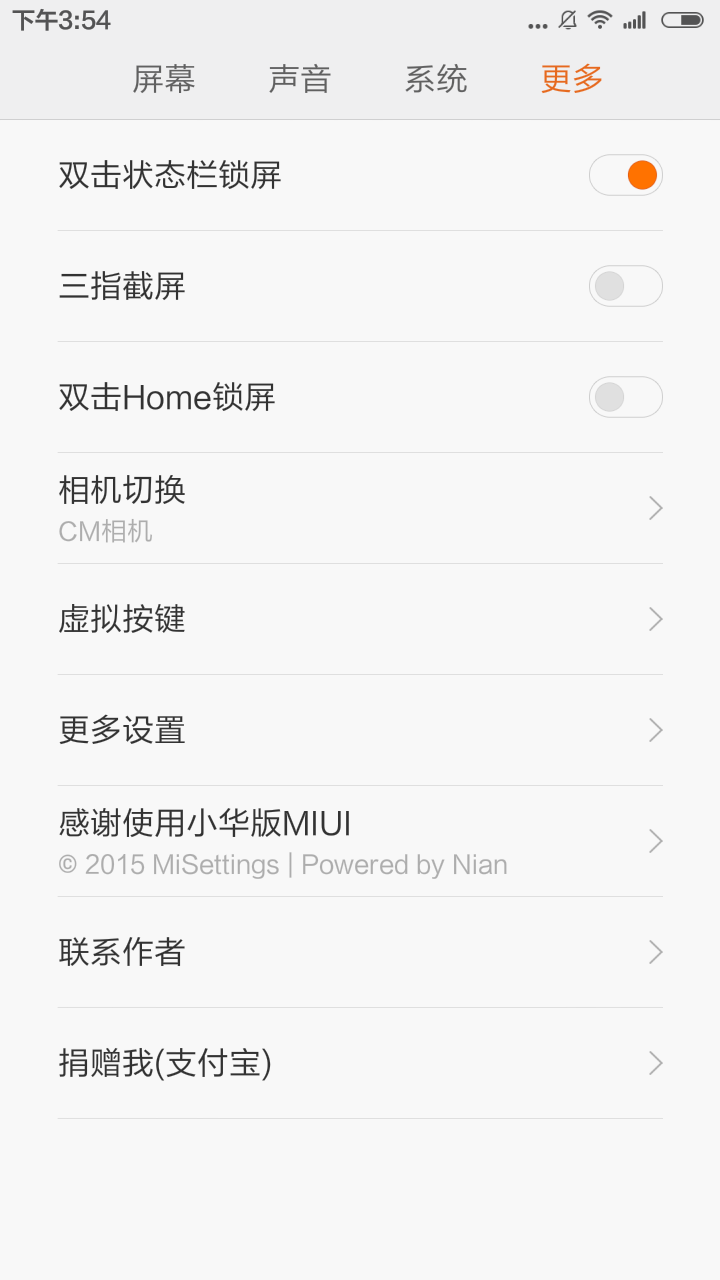 下午3:54
屏幕 声音 系统 更多
双击状态栏锁屏
三指截屏
双击Home锁屏
相机切换
CM相机
虚拟按键
更多设置
感谢使用小华版MIUI
© 2015 MiSettings | Powered by Nian
联系作者
捐赠我(支付宝)